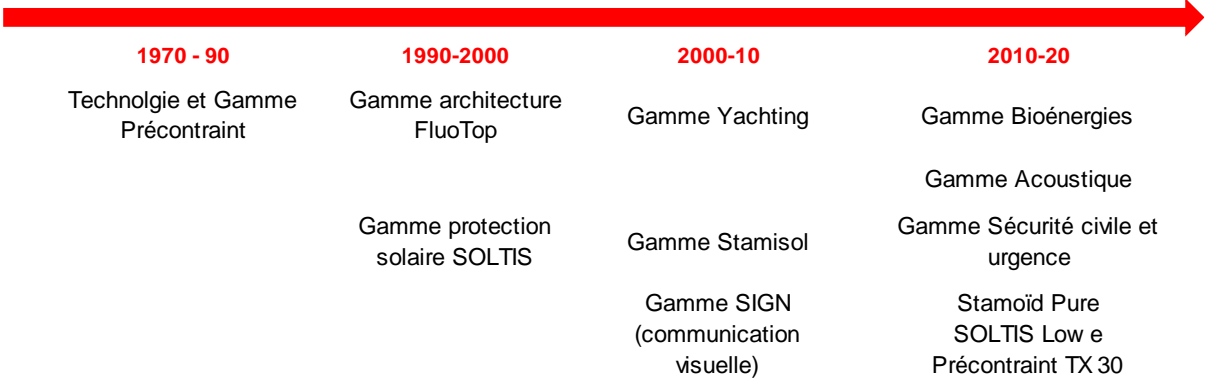 1970 - 90
Technolgie et Gamme
Précontraint
1990-2000
Gamme architecture
FluoTop
Gamme protection
solaire SOLTIS
2000-10
Gamme Yachting
Gamme Stamisol
Gamme SIGN
(communication
visuelle)
2010-20
Gamme Bioénergies
Gamme Acoustique
Gamme Sécurité civile et
urgence
Stamoïd Pure
SOLTIS Low e
Précontraint TX 30